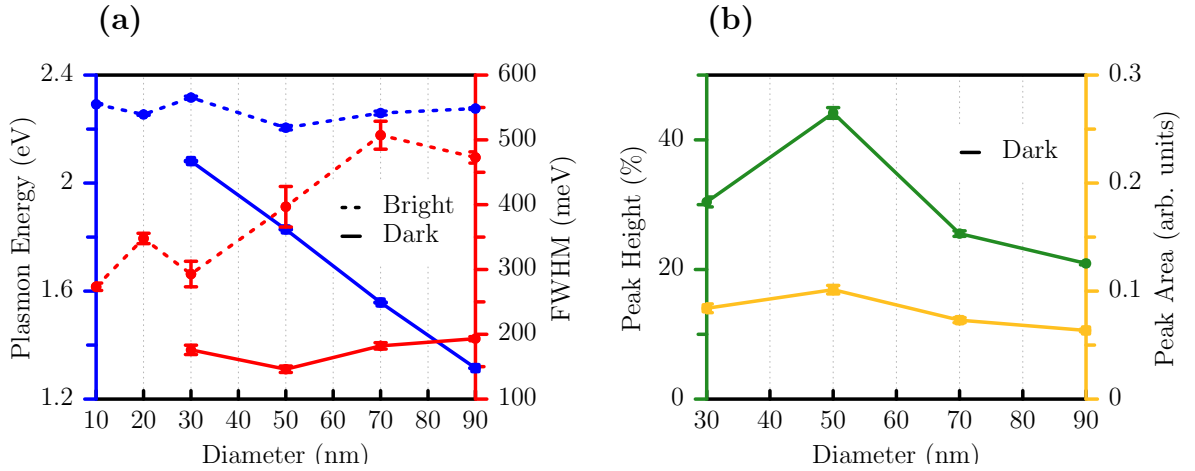 (a)
(b)
Plasmon Energy (eV)
2.4
2
1.6
1.2
600
500
400
300
200
100
FWHM (meV)
Bright
Dark
10 20 30 40 50 60 70 80 90
Diameter (nm)
Peak Height (%)
40
20
0
0.3
0.2
0.1
0
Peak Area (arb. units)
Dark
30 40 50 60 70 80 90
Diameter (nm)